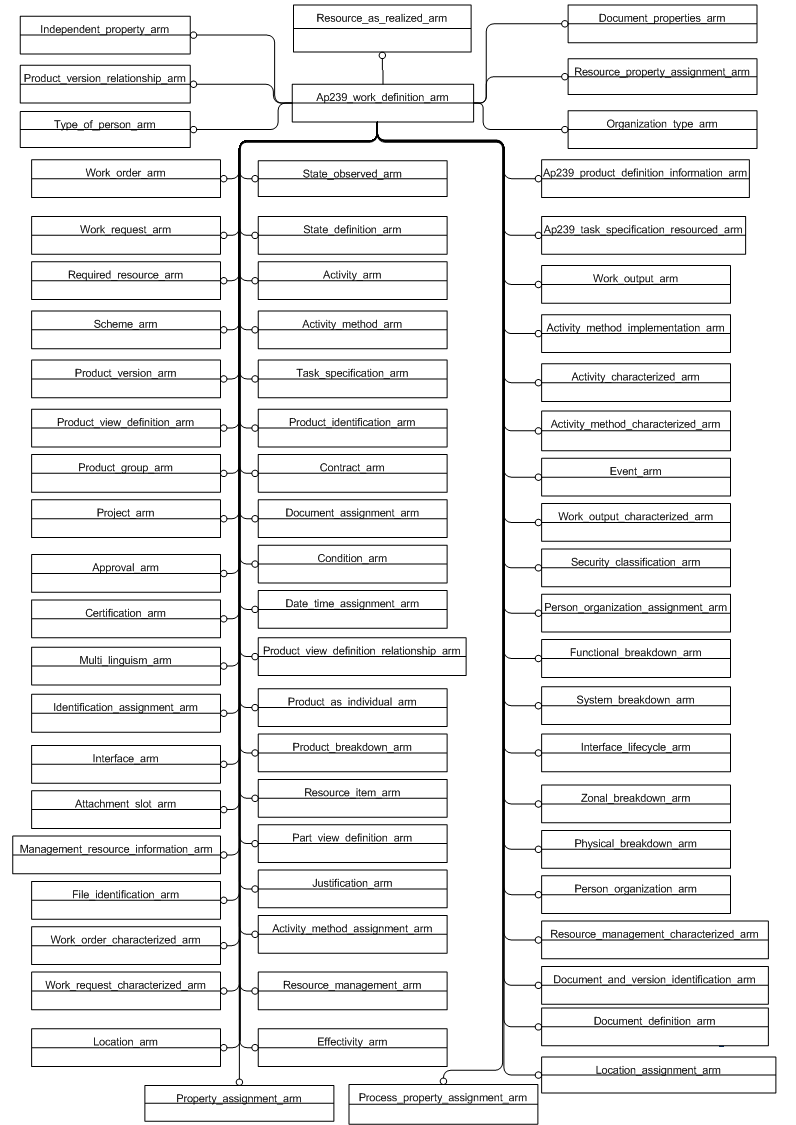 Independent_property_arm
Resource_as_realized_arm
Document_properties_arm
Product_version_relationship_arm
Ap239_work_definition_arm
Resource_property_assignment_arm
Type_of_person_arm
Organization_type_arm
Work_order_arm
Work_request_arm
Required_resource_arm
Scheme_arm
Product_version_arm
Product_view_definition_arm
Product_group_arm
Project_arm
Approval_arm
Certification_arm
Multi_linguism_arm
Identification_assignment_arm
Interface_arm
Attachment_slot_arm
Management_resource_information_arm
File_identification_arm
Work_order_characterized_arm
Work_request_characterized_arm
Location_arm
State_observed_arm
State_definition_arm
Activity_arm
Activity_method_arm
Task_specification_arm
Product_identification_arm
Contract_arm
Document_assignment_arm
Condition_arm
Date_time_assignment_arm
Product_view_definition_relationship_arm
Product_as_individual_arm
Product_breakdown_arm
Resource_item_arm
Part_view_definition_arm
Justification_arm
Activity_method_assignment_arm
Resource_management_arm
Effectivity_arm
Ap239_product_definition_information_arm
Ap239_task_specification_resourced_arm
Work_output_arm
Activity_method_implementation_arm
Activity_characterized_arm
Activity_method_characterized_arm
Event_arm
Work_output_characterized_arm
Security_classification_arm
Person_organization_assignment_arm
Functional_breakdown_arm
System_breakdown_arm
Interface_lifecycle_arm
Zonal_breakdown_arm
Physical_breakdown_arm
Person_organization_arm
Resource_management_characterized_arm
Document_and_version_identification_arm
Document_definition_arm
Location_assignment_arm
Property_assignment_arm
Process_property_assignment_arm